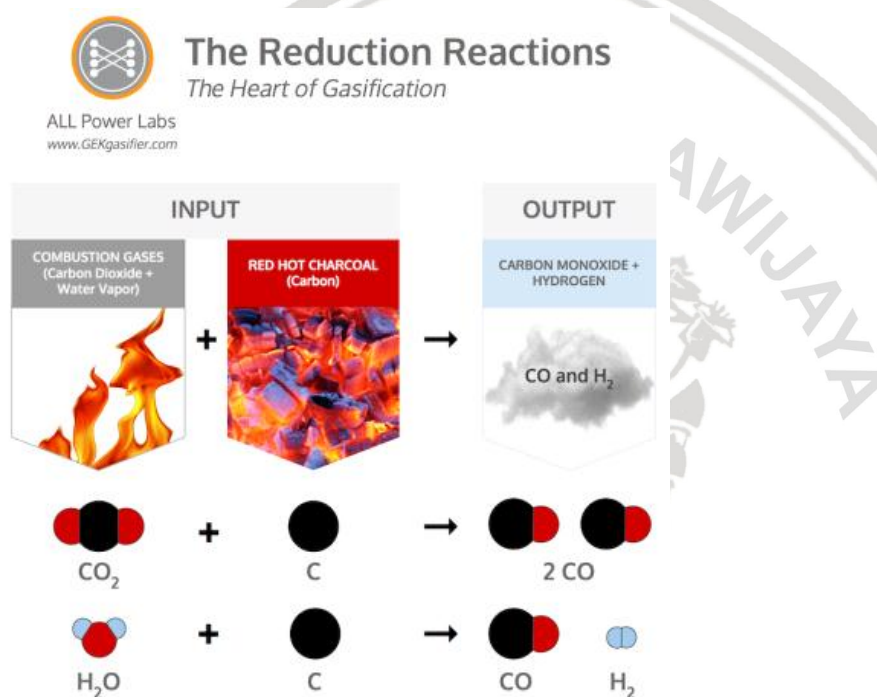 The Reduction Reactions
The Heart of Gasification
ALL Power Labs
www.GEKgasifier.com
INPUT
OUTPUT
COMBUSTION GASES
(Carbon Dioxide +
Water Vapor)
RED HOT CHARCOAL
(Carbon)
CARBON MONOXIDE +
HYDROGEN
+
→
CO and H₂
+
→
CO₂
C
2 CO
+
→
H₂O
C
CO
H₂
AWIJAYA